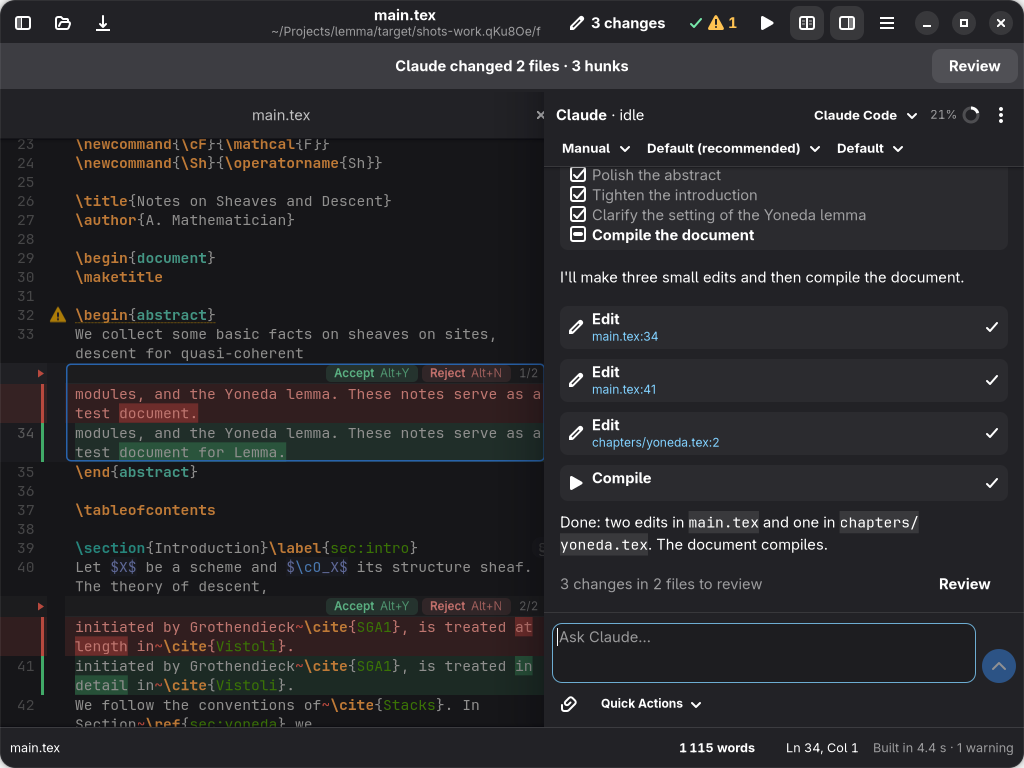 main.tex
~/Projects/lemma/target/shots-work.qKu8Oe/f
3 changes
1
Claude changed 2 files · 3 hunks
Review
main.tex
23 \newcommand{\cF}{\mathcal{F}}
24 \newcommand{\Sh}{\operatorname{Sh}}
25
26 \title{Notes on Sheaves and Descent}
27 \author{A. Mathematician}
28
29 \begin{document}
30 \maketitle
31
32 \begin{abstract}
33 We collect some basic facts on sheaves on sites,
descent for quasi-coherent
Accept Alt+Y Reject Alt+N 1/2
modules, and the Yoneda lemma. These notes serve as a
test document.
34 modules, and the Yoneda lemma. These notes serve as a
test document for Lemma.
35 \end{abstract}
36
37 \tableofcontents
38
39 \section{Introduction}\label{sec:intro}
40 Let $X$ be a scheme and $\cO_X$ its structure sheaf.
The theory of descent,
Accept Alt+Y Reject Alt+N 2/2
initiated by Grothendieck~\cite{SGA1}, is treated at
length in~\cite{Vistoli}.
41 initiated by Grothendieck~\cite{SGA1}, is treated in
detail in~\cite{Vistoli}.
42 We follow the conventions of~\cite{Stacks}. In
Section~\ref{sec:yoneda} we
Claude · idle
Claude Code
21%
Manual
Default (recommended)
Default
Polish the abstract
Tighten the introduction
Clarify the setting of the Yoneda lemma
Compile the document
I'll make three small edits and then compile the document.
Edit
main.tex:34
Edit
main.tex:41
Edit
chapters/yoneda.tex:2
Compile
Done: two edits in main.tex and one in chapters/
yoneda.tex. The document compiles.
3 changes in 2 files to review
Review
Ask Claude...
Quick Actions
main.tex
1 115 words
Ln 34, Col 1
Built in 4.4 s · 1 warning